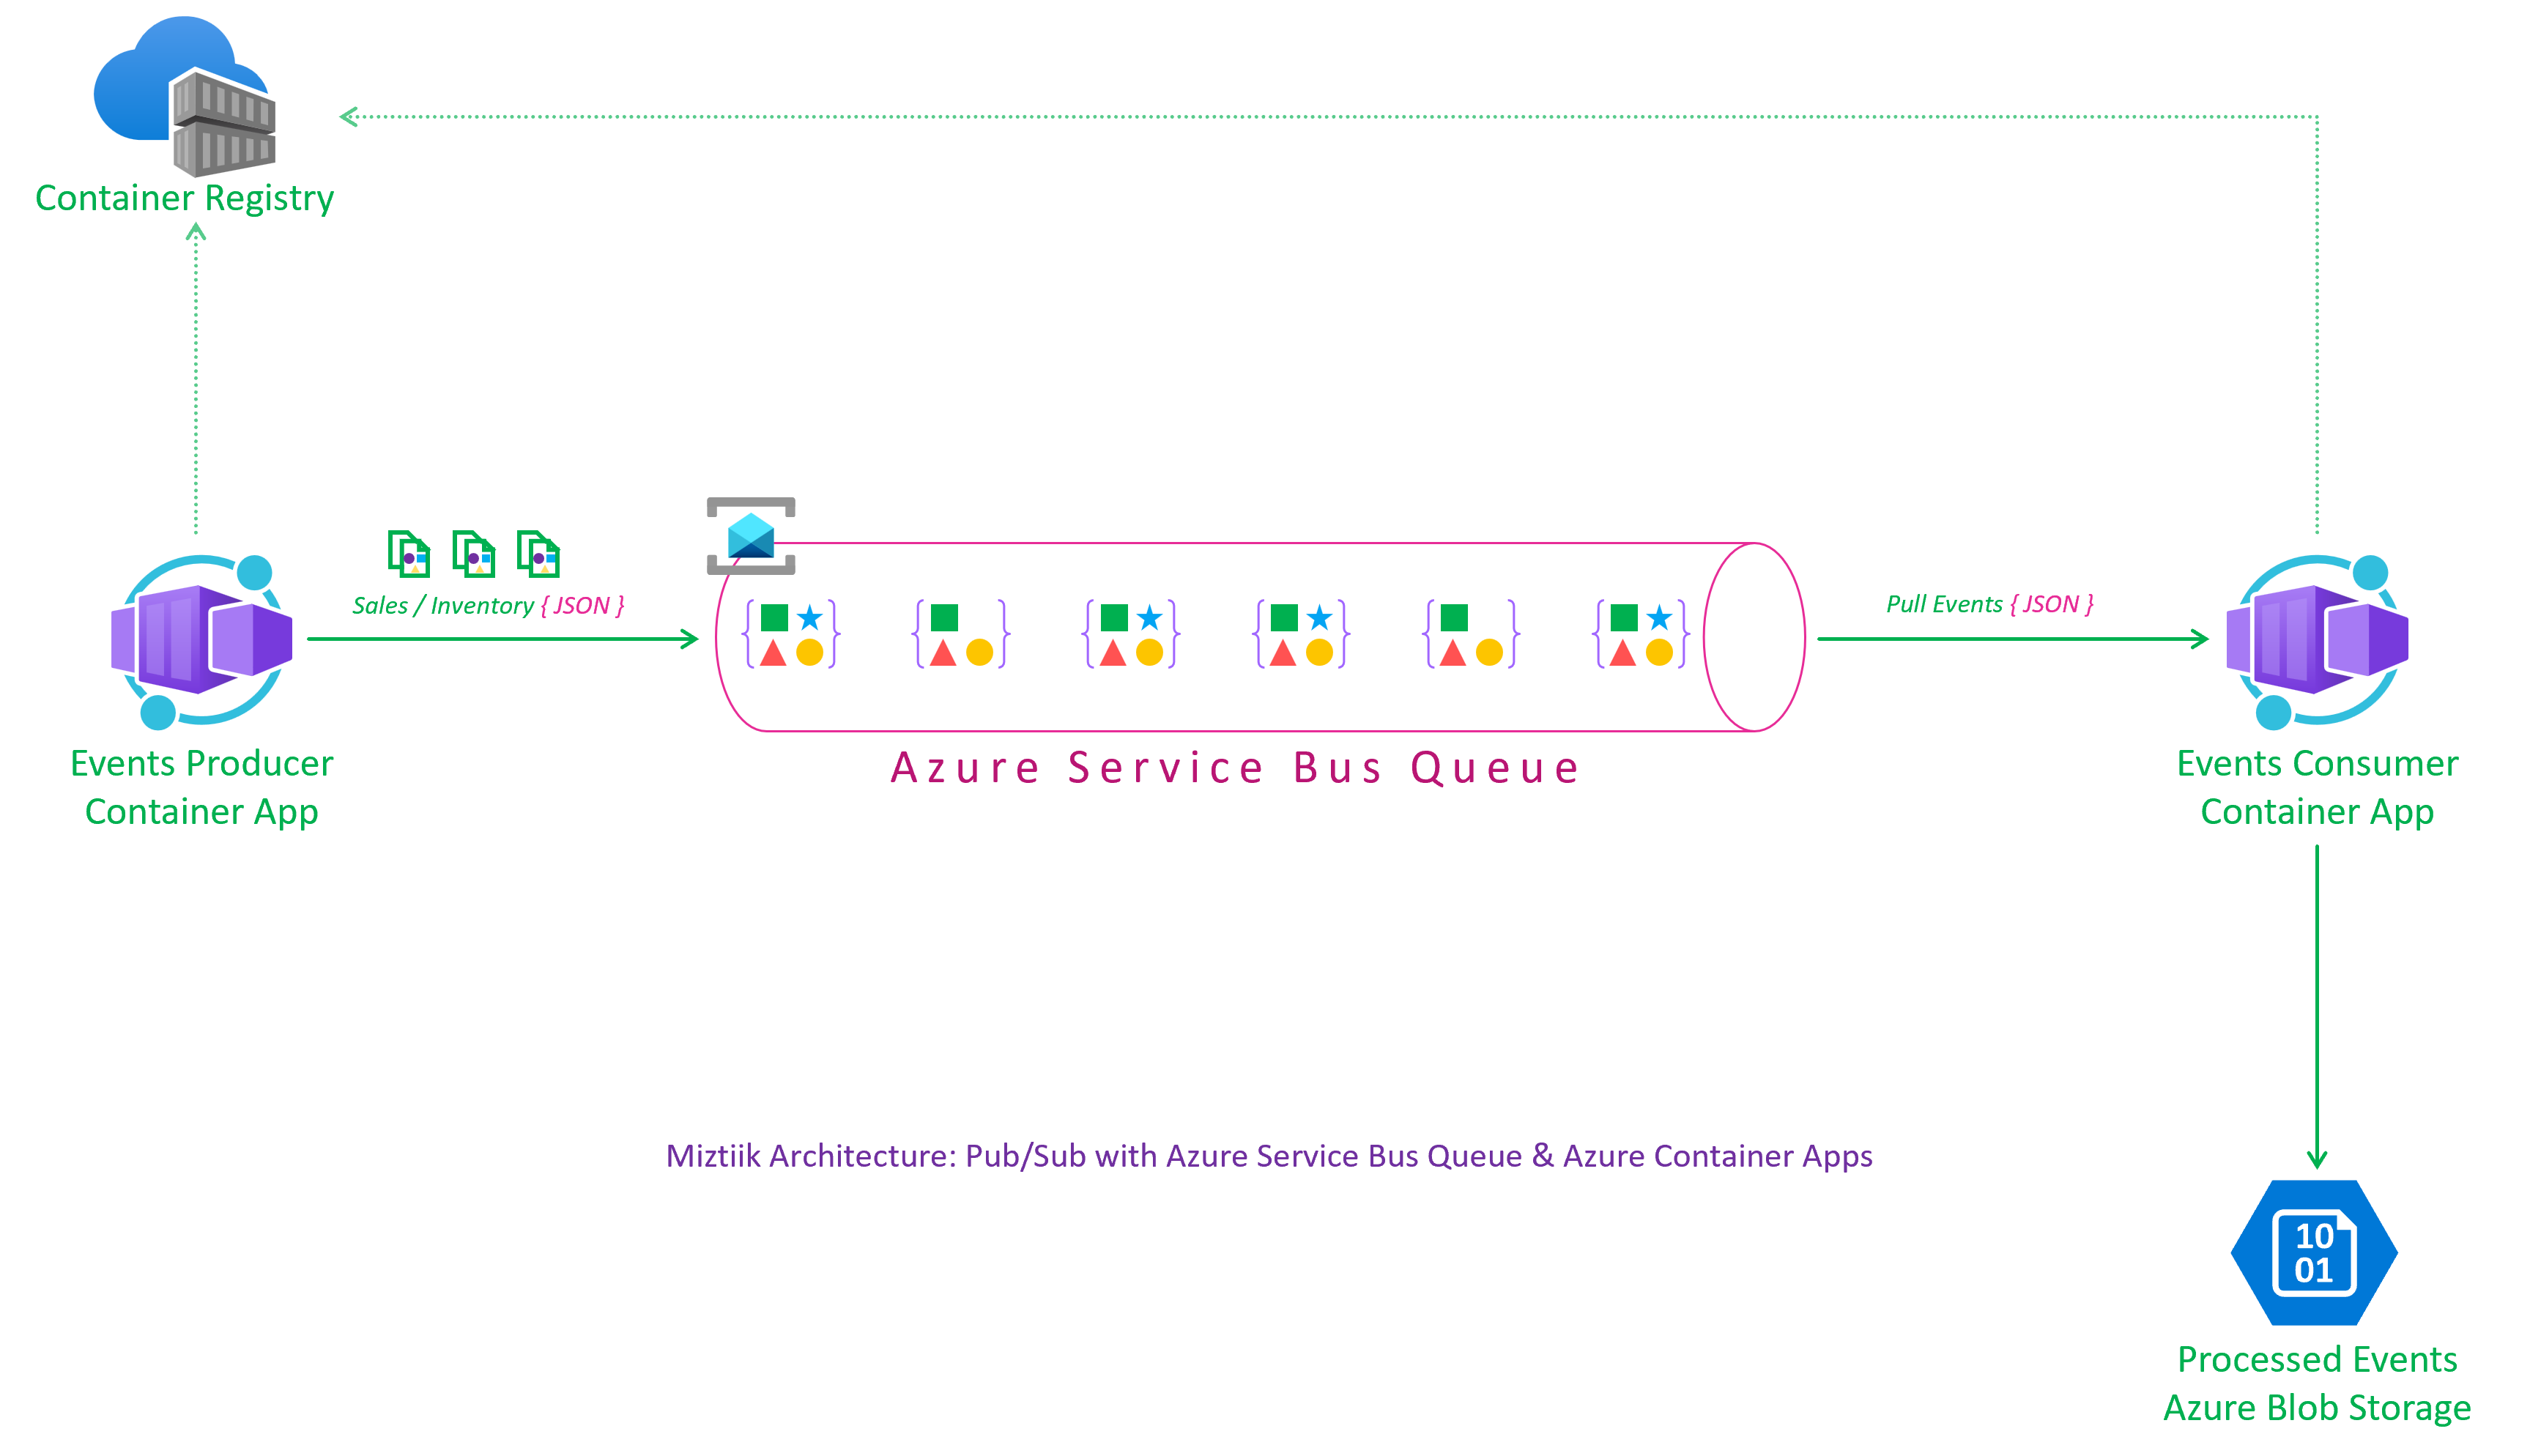 Container Registry
Sales / Inventory { JSON }
Pull Events { JSON }
Events Producer
Container App
Azure Service Bus Queue
Events Consumer
Container App
Miztiik Architecture: Pub/Sub with Azure Service Bus Queue & Azure Container Apps
10
01
Processed Events
Azure Blob Storage